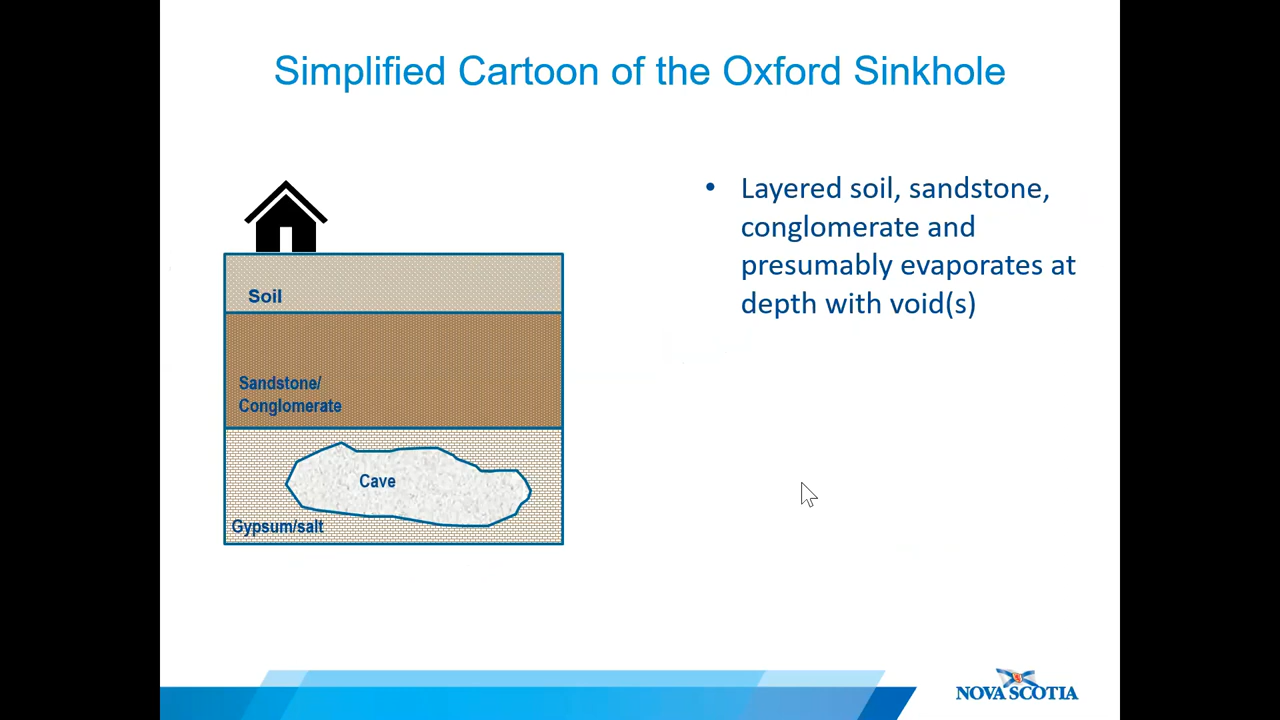 Simplified Cartoon of the Oxford Sinkhole
Soil
Sandstone/
Conglomerate
Cave
Gypsum/salt
• Layered soil, sandstone,
conglomerate and
presumably evaporates at
depth with void(s)
NOVA SCOTIA